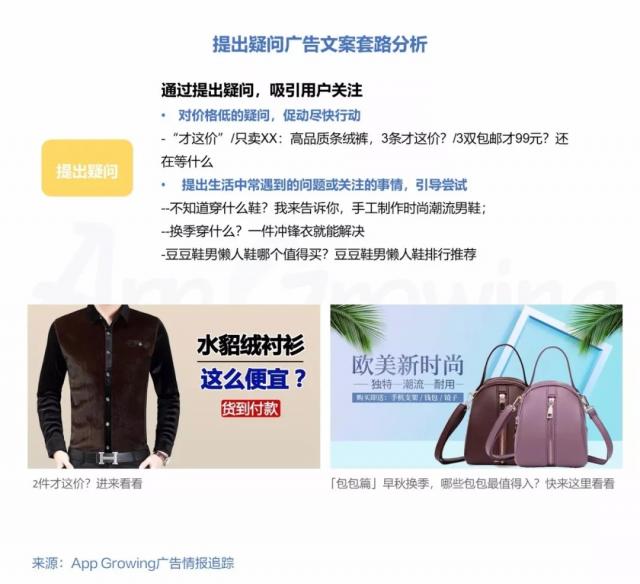 提出疑问广告文案套路分析
通过提出疑问，吸引用户关注
• 对价格低的疑问，促动尽快行动
-“才这价”/只卖XX：高品质条绒裤，3条才这价？/3双包邮才99元？还
在等什么
提出疑问
• 提出生活中常遇到的问题或关注的事情，引导尝试
--不知道穿什么鞋？我来告诉你，手工制作时尚潮流男鞋；
--换季穿什么？一件冲锋衣就能解决
-豆豆鞋男懒人鞋哪个值得买？豆豆鞋男懒人鞋排行推荐
App Growing
水貂绒衬衫
这么便宜？
货到付款
欧美新时尚
独特 潮流 耐用
购买即送：手机支架/钱包/镜子
2件才这价？进来看看
「包包篇」早秋换季，哪些包包最值得入？快来这里看看
来源：App Growing广告情报追踪